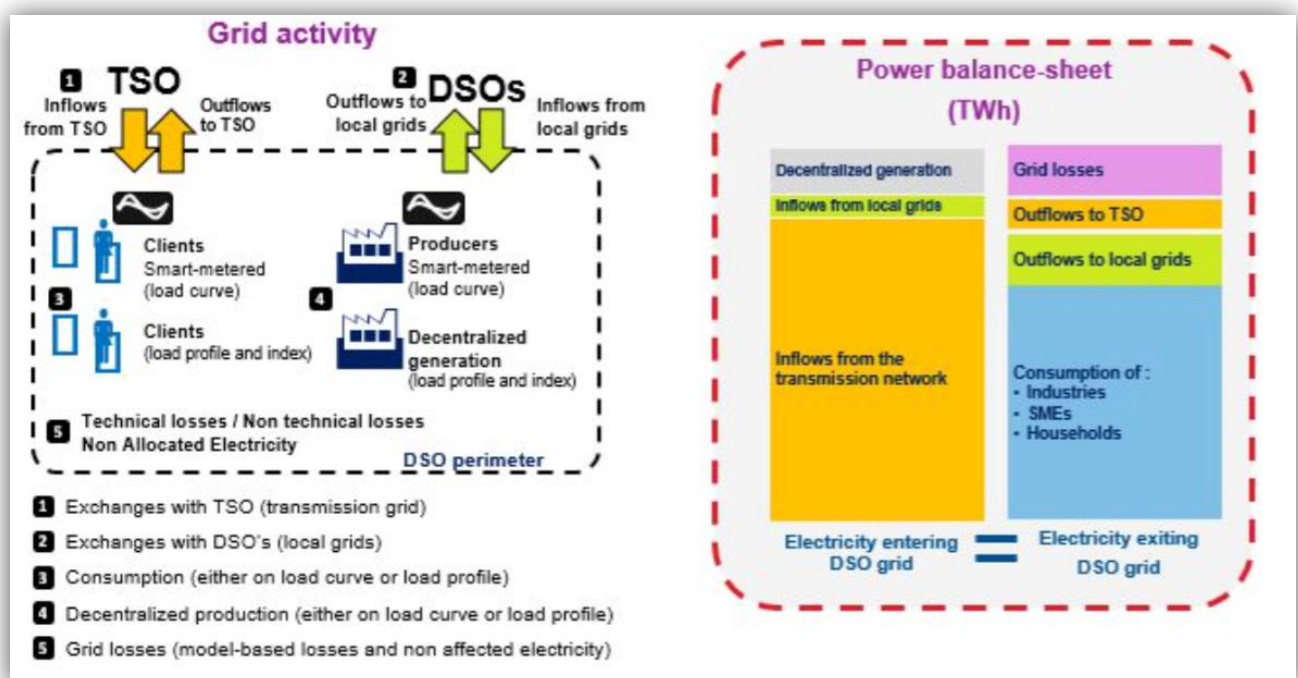 Grid activity
1 TSO
Inflows
from TSO
Outflows
to TSO
2 DSOs
Outflows to
local grids
Inflows from
local grids
Clients
Smart-metered
(load curve)
3
Clients
(load profile and index)
Producers
Smart-metered
(load curve)
4
Decentralized
generation
(load profile and index)
5 Technical losses / Non technical losses
Non Allocated Electricity
DSO perimeter
1 Exchanges with TSO (transmission grid)
2 Exchanges with DSO's (local grids)
3 Consumption (either on load curve or load profile)
4 Decentralized production (either on load curve or load profile)
5 Grid losses (model-based losses and non affected electricity)
Power balance-sheet
(TWh)
Decentralized generation
Inflows from local grids
Inflows from the
transmission network
Grid losses
Outflows to TSO
Outflows to local grids
Consumption of :
- Industries
- SMEs
- Households
Electricity entering
DSO grid
=
Electricity exiting
DSO grid